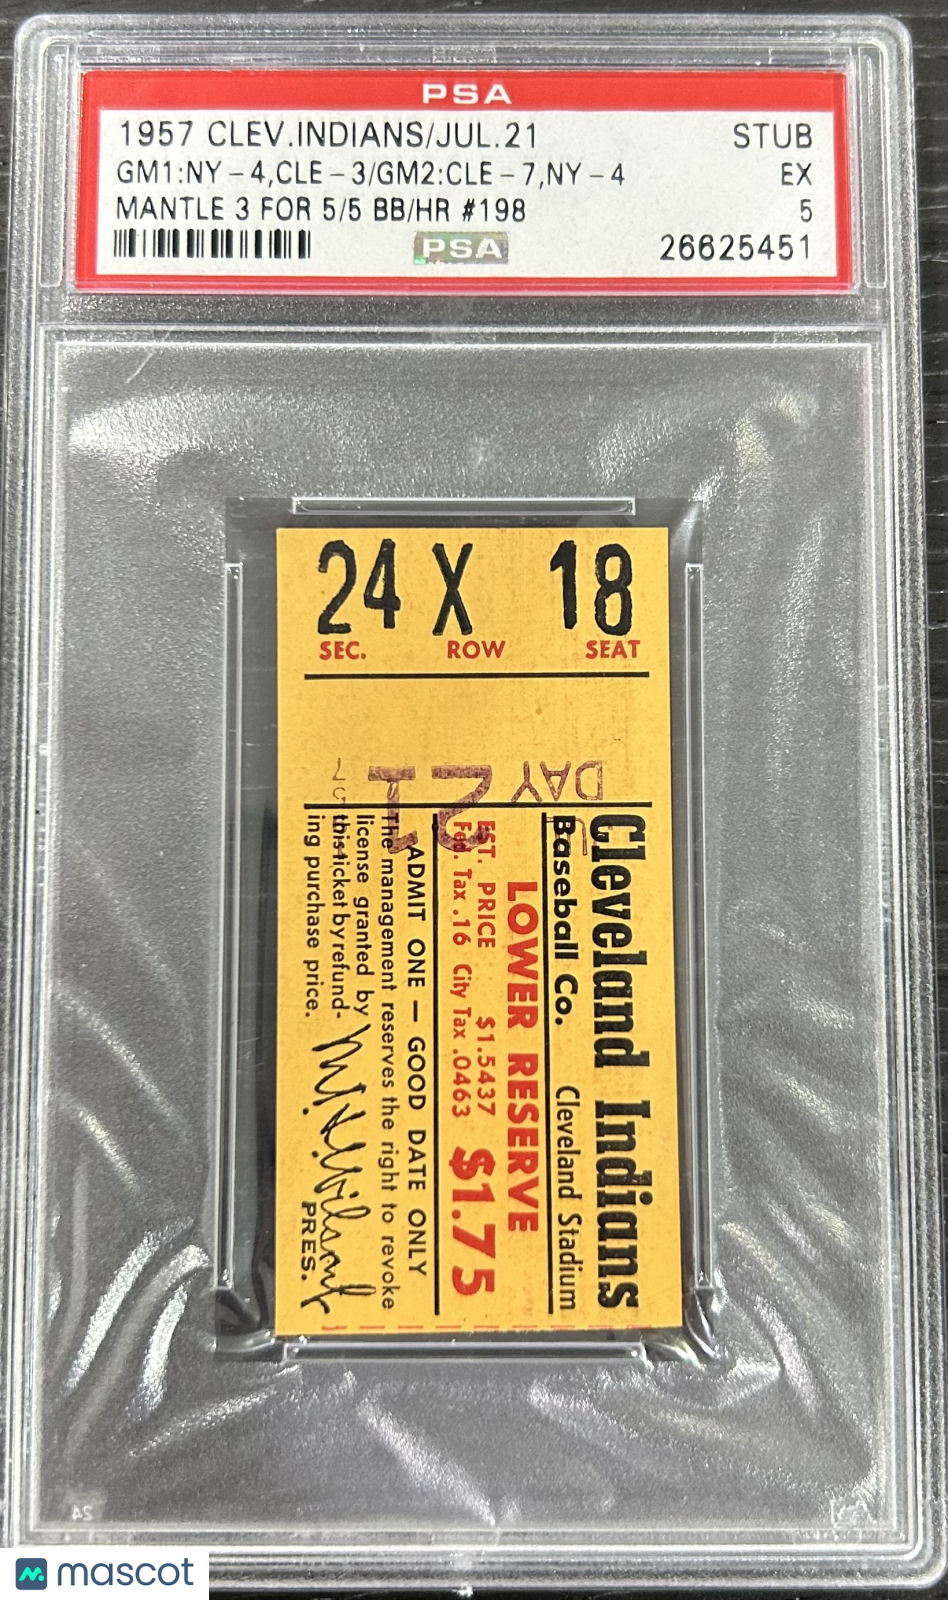 PSA
1957 CLEV.INDIANS/JUL.21 STUB
GM1:NY-4,CLE-3/GM2:CLE-7,NY-4 EX
MANTLE 3 FOR 5/5 BB/HR #198 5
PSA 26625451
24 X 18
SEC. ROW SEAT
DAY
21
Cleveland Indians
Baseball Co. Cleveland Stadium
LOWER RESERVE
EST. PRICE $1.5437
Fed. Tax .16 City Tax .0463
$1.75
ADMIT ONE — GOOD DATE ONLY
The management reserves the right to revoke
license granted by
this ticket by refund-
ing purchase price.
PRES.
24
mascot